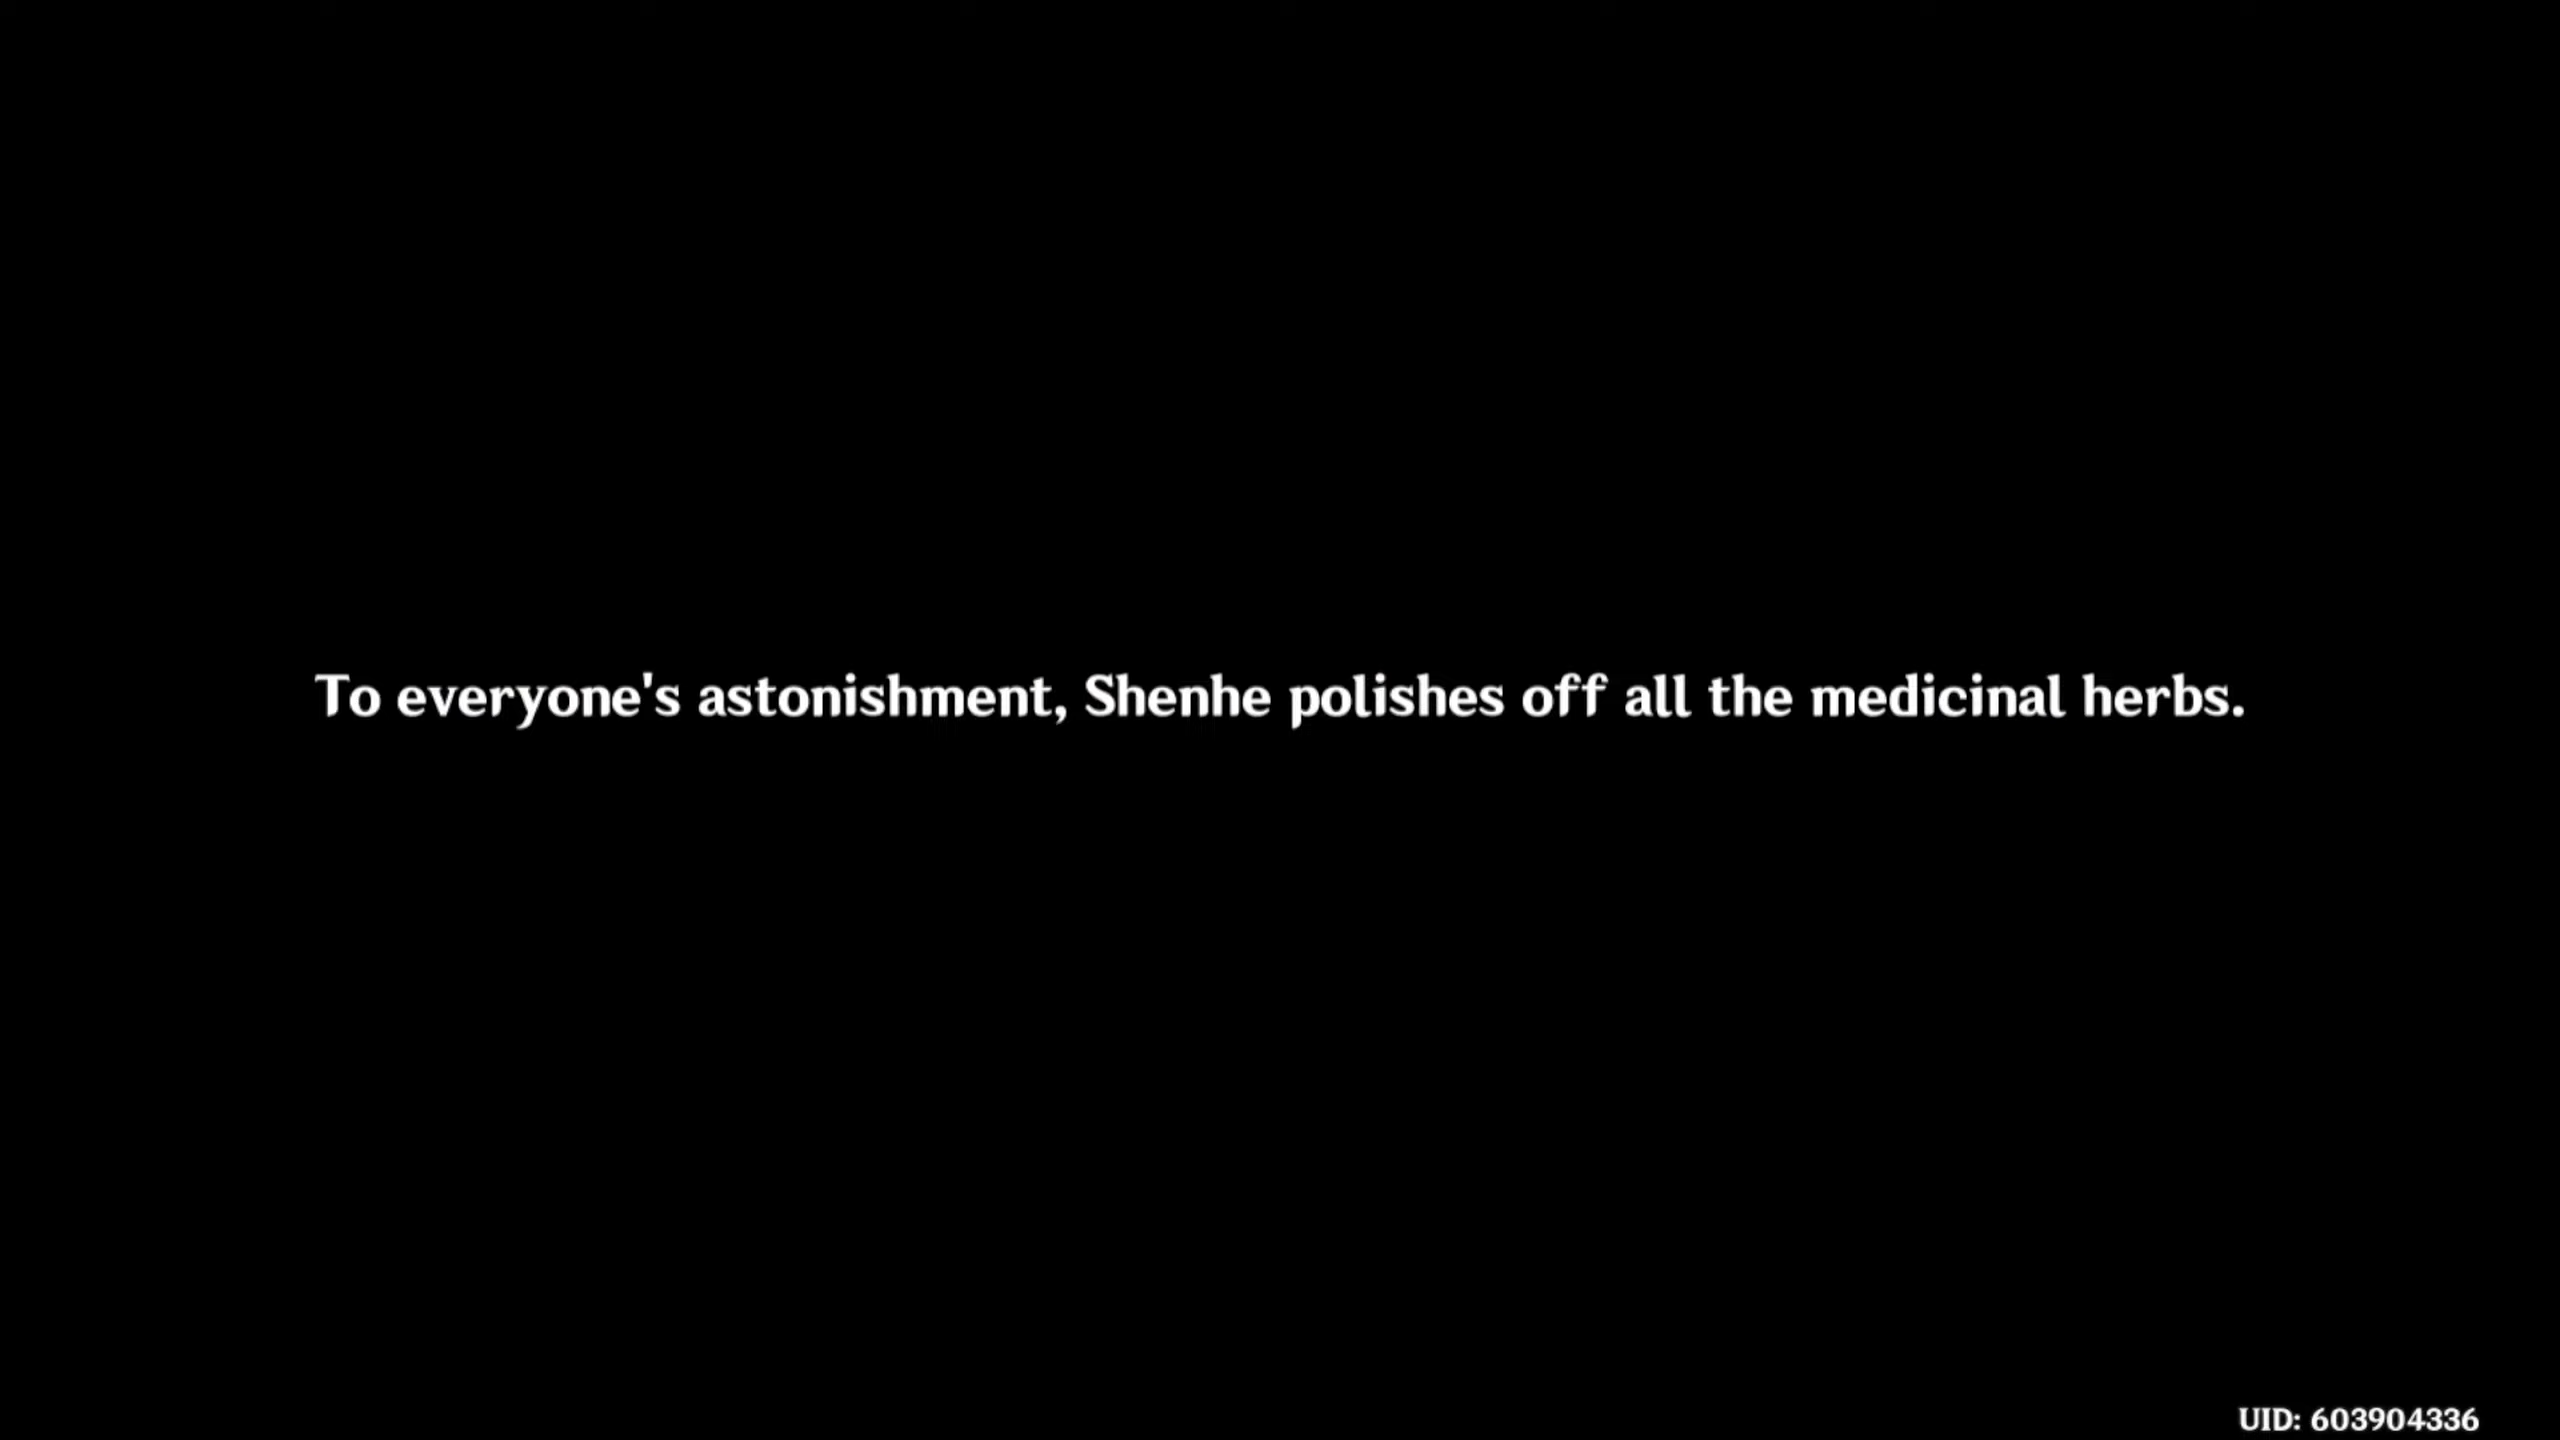 To everyone's astonishment, Shenhe polishes off all the medicinal herbs.
UID: 603904336